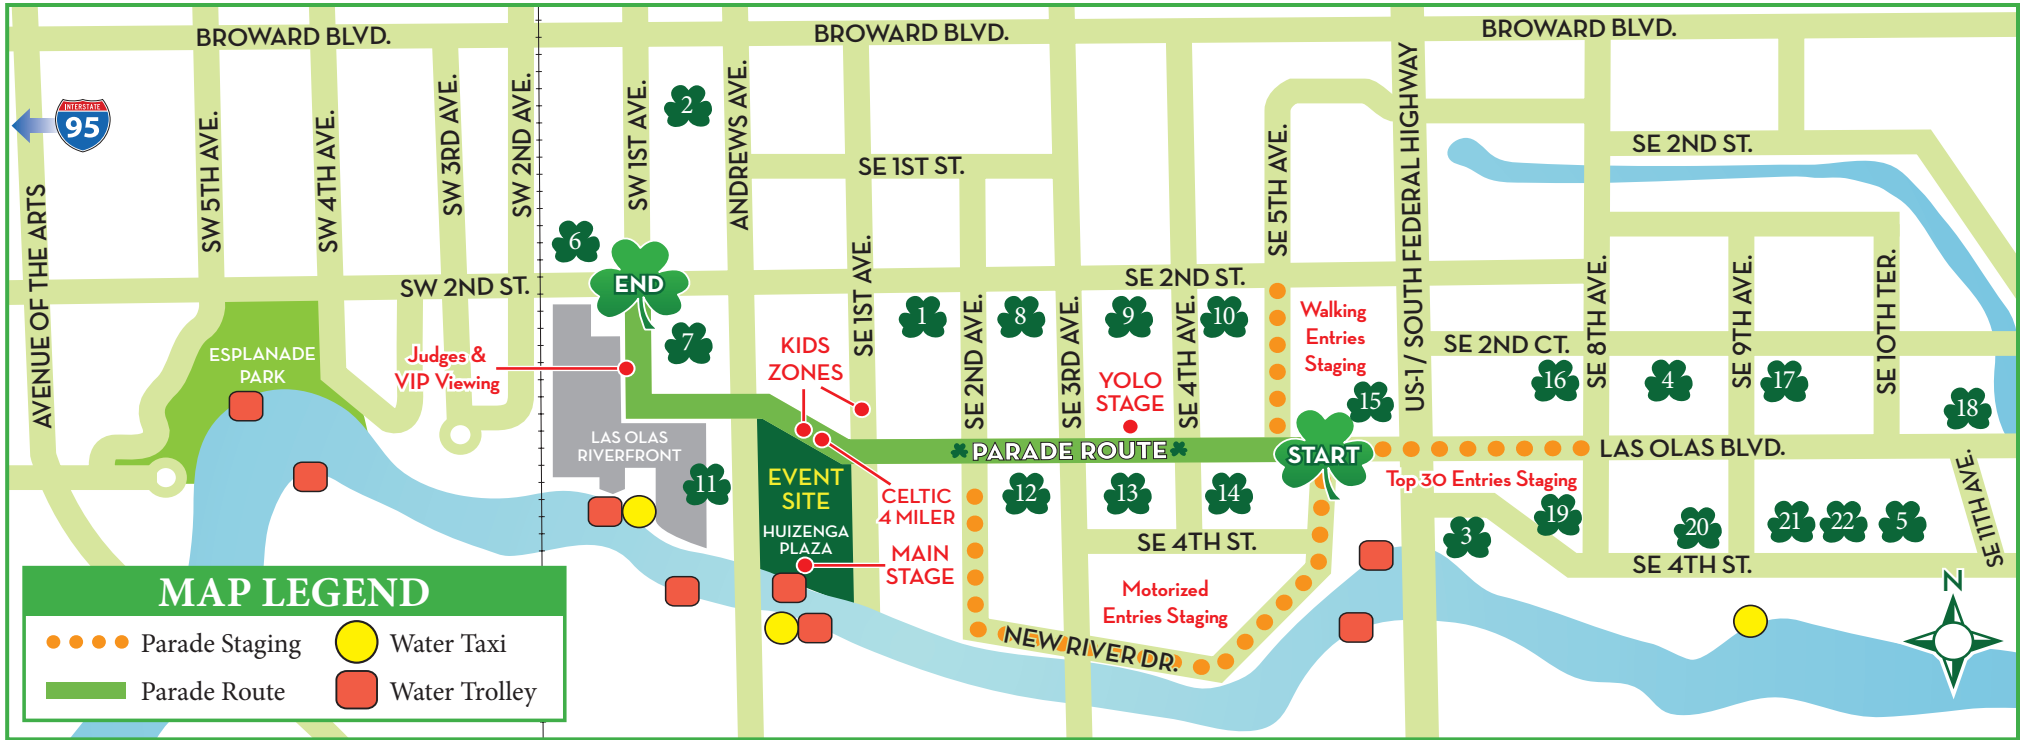 BROWARD BLVD.
BROWARD BLVD.
BROWARD BLVD.
INTERSTATE
95
AVENUE OF THE ARTS
SW 5TH AVE.
SW 4TH AVE.
SW 3RD AVE.
SW 2ND AVE.
SW 1ST AVE.
ANDREWS AVE.
2
SE 1ST ST.
SE 1ST AVE.
SE 5TH AVE.
US-1 / SOUTH FEDERAL HIGHWAY
SE 2ND ST.
6
END
SW 2ND ST.
SE 2ND ST.
SE 8TH AVE.
SE 9TH AVE.
SE 10TH TER.
1
SE 2ND AVE.
8
SE 3RD AVE.
9
SE 4TH AVE.
10
Walking
Entries
Staging
7
KIDS
ZONES
SE 2ND CT.
ESPLANADE
PARK
Judges &
VIP Viewing
YOLO
STAGE
15
16
4
17
18
LAS OLAS
RIVERFRONT
PARADE ROUTE
START
LAS OLAS BLVD.
Top 30 Entries Staging
11
EVENT
SITE
HUIZENGA
PLAZA
CELTIC
4 MILER
12
13
14
3
19
20
21
22
5
SE 11TH AVE.
MAIN
STAGE
SE 4TH ST.
SE 4TH ST.
Motorized
Entries Staging
NEW RIVER DR.
N
MAP LEGEND
Parade Staging
Water Taxi
Parade Route
Water Trolley